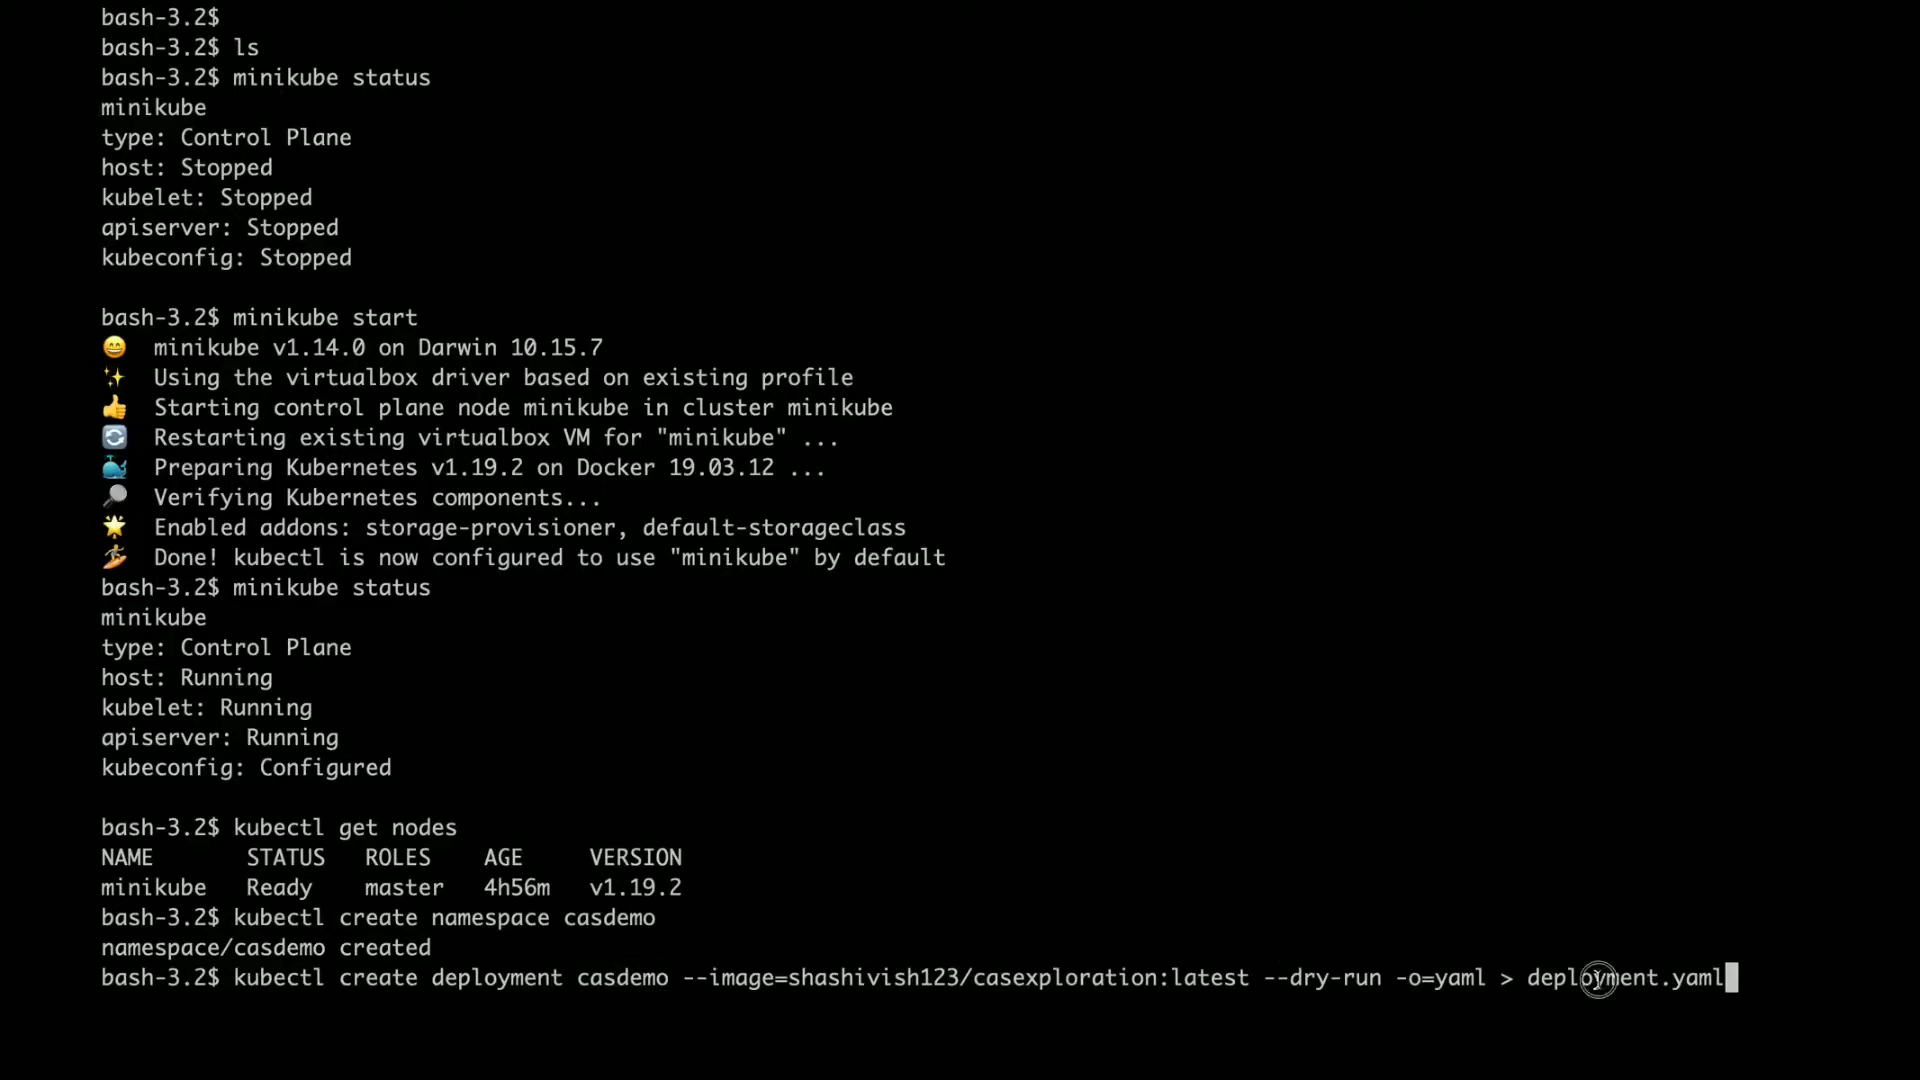 bash-3.2$
bash-3.2$ ls
bash-3.2$ minikube status
minikube
type: Control Plane
host: Stopped
kubelet: Stopped
apiserver: Stopped
kubeconfig: Stopped
bash-3.2$ minikube start
😄  minikube v1.14.0 on Darwin 10.15.7
✨  Using the virtualbox driver based on existing profile
👍  Starting control plane node minikube in cluster minikube
🔄  Restarting existing virtualbox VM for "minikube" ...
🐳  Preparing Kubernetes v1.19.2 on Docker 19.03.12 ...
🔎  Verifying Kubernetes components...
🌟  Enabled addons: storage-provisioner, default-storageclass
🏄  Done! kubectl is now configured to use "minikube" by default
bash-3.2$ minikube status
minikube
type: Control Plane
host: Running
kubelet: Running
apiserver: Running
kubeconfig: Configured
bash-3.2$ kubectl get nodes
NAME       STATUS   ROLES    AGE     VERSION
minikube   Ready    master   4h56m   v1.19.2
bash-3.2$ kubectl create namespace casdemo
namespace/casdemo created
bash-3.2$ kubectl create deployment casdemo --image=shashivish123/casexploration:latest --dry-run -o=yaml > deployment.yaml